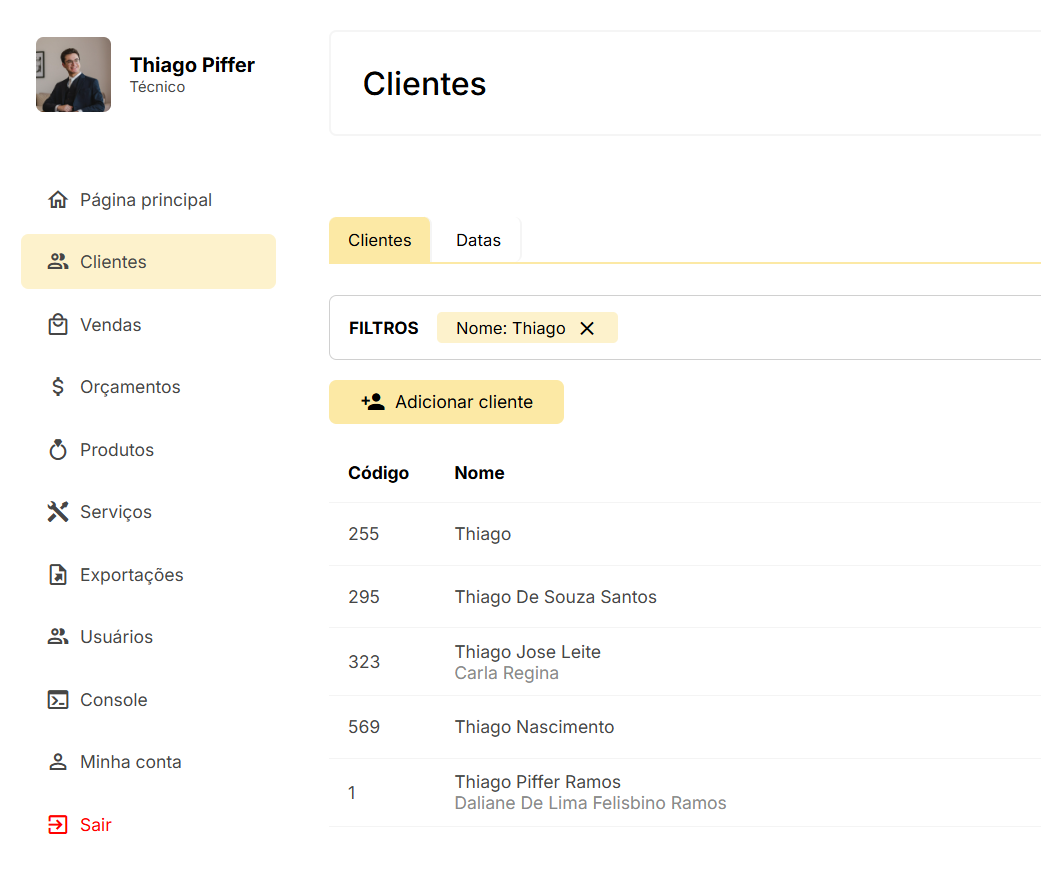 Thiago Piffer
Técnico
Página principal
Clientes
Vendas
Orçamentos
Produtos
Serviços
Exportações
Usuários
Console
Minha conta
Sair
Clientes
Clientes Datas
FILTROS Nome: Thiago
Adicionar cliente
Código Nome
255 Thiago
295 Thiago De Souza Santos
323 Thiago Jose Leite
Carla Regina
569 Thiago Nascimento
1 Thiago Piffer Ramos
Daliane De Lima Felisbino Ramos